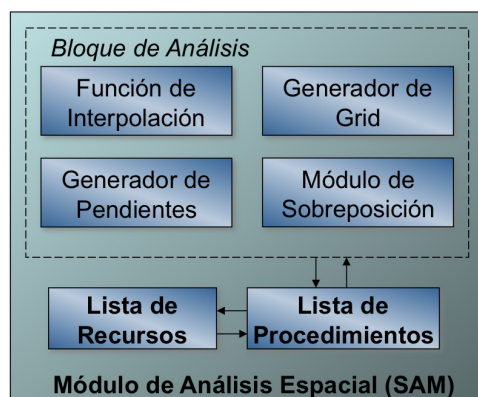 Bloque de Análisis
Función de
Interpolación
Generador de
Grid
Generador de
Pendientes
Módulo de
Sobreposición
Lista de
Recursos
Lista de
Procedimientos
Módulo de Análisis Espacial (SAM)